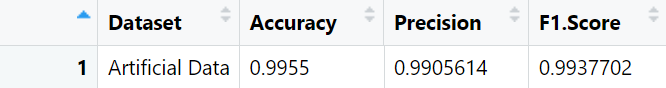 Dataset Accuracy Precision F1.Score
1 Artificial Data 0.9955 0.9905614 0.9937702